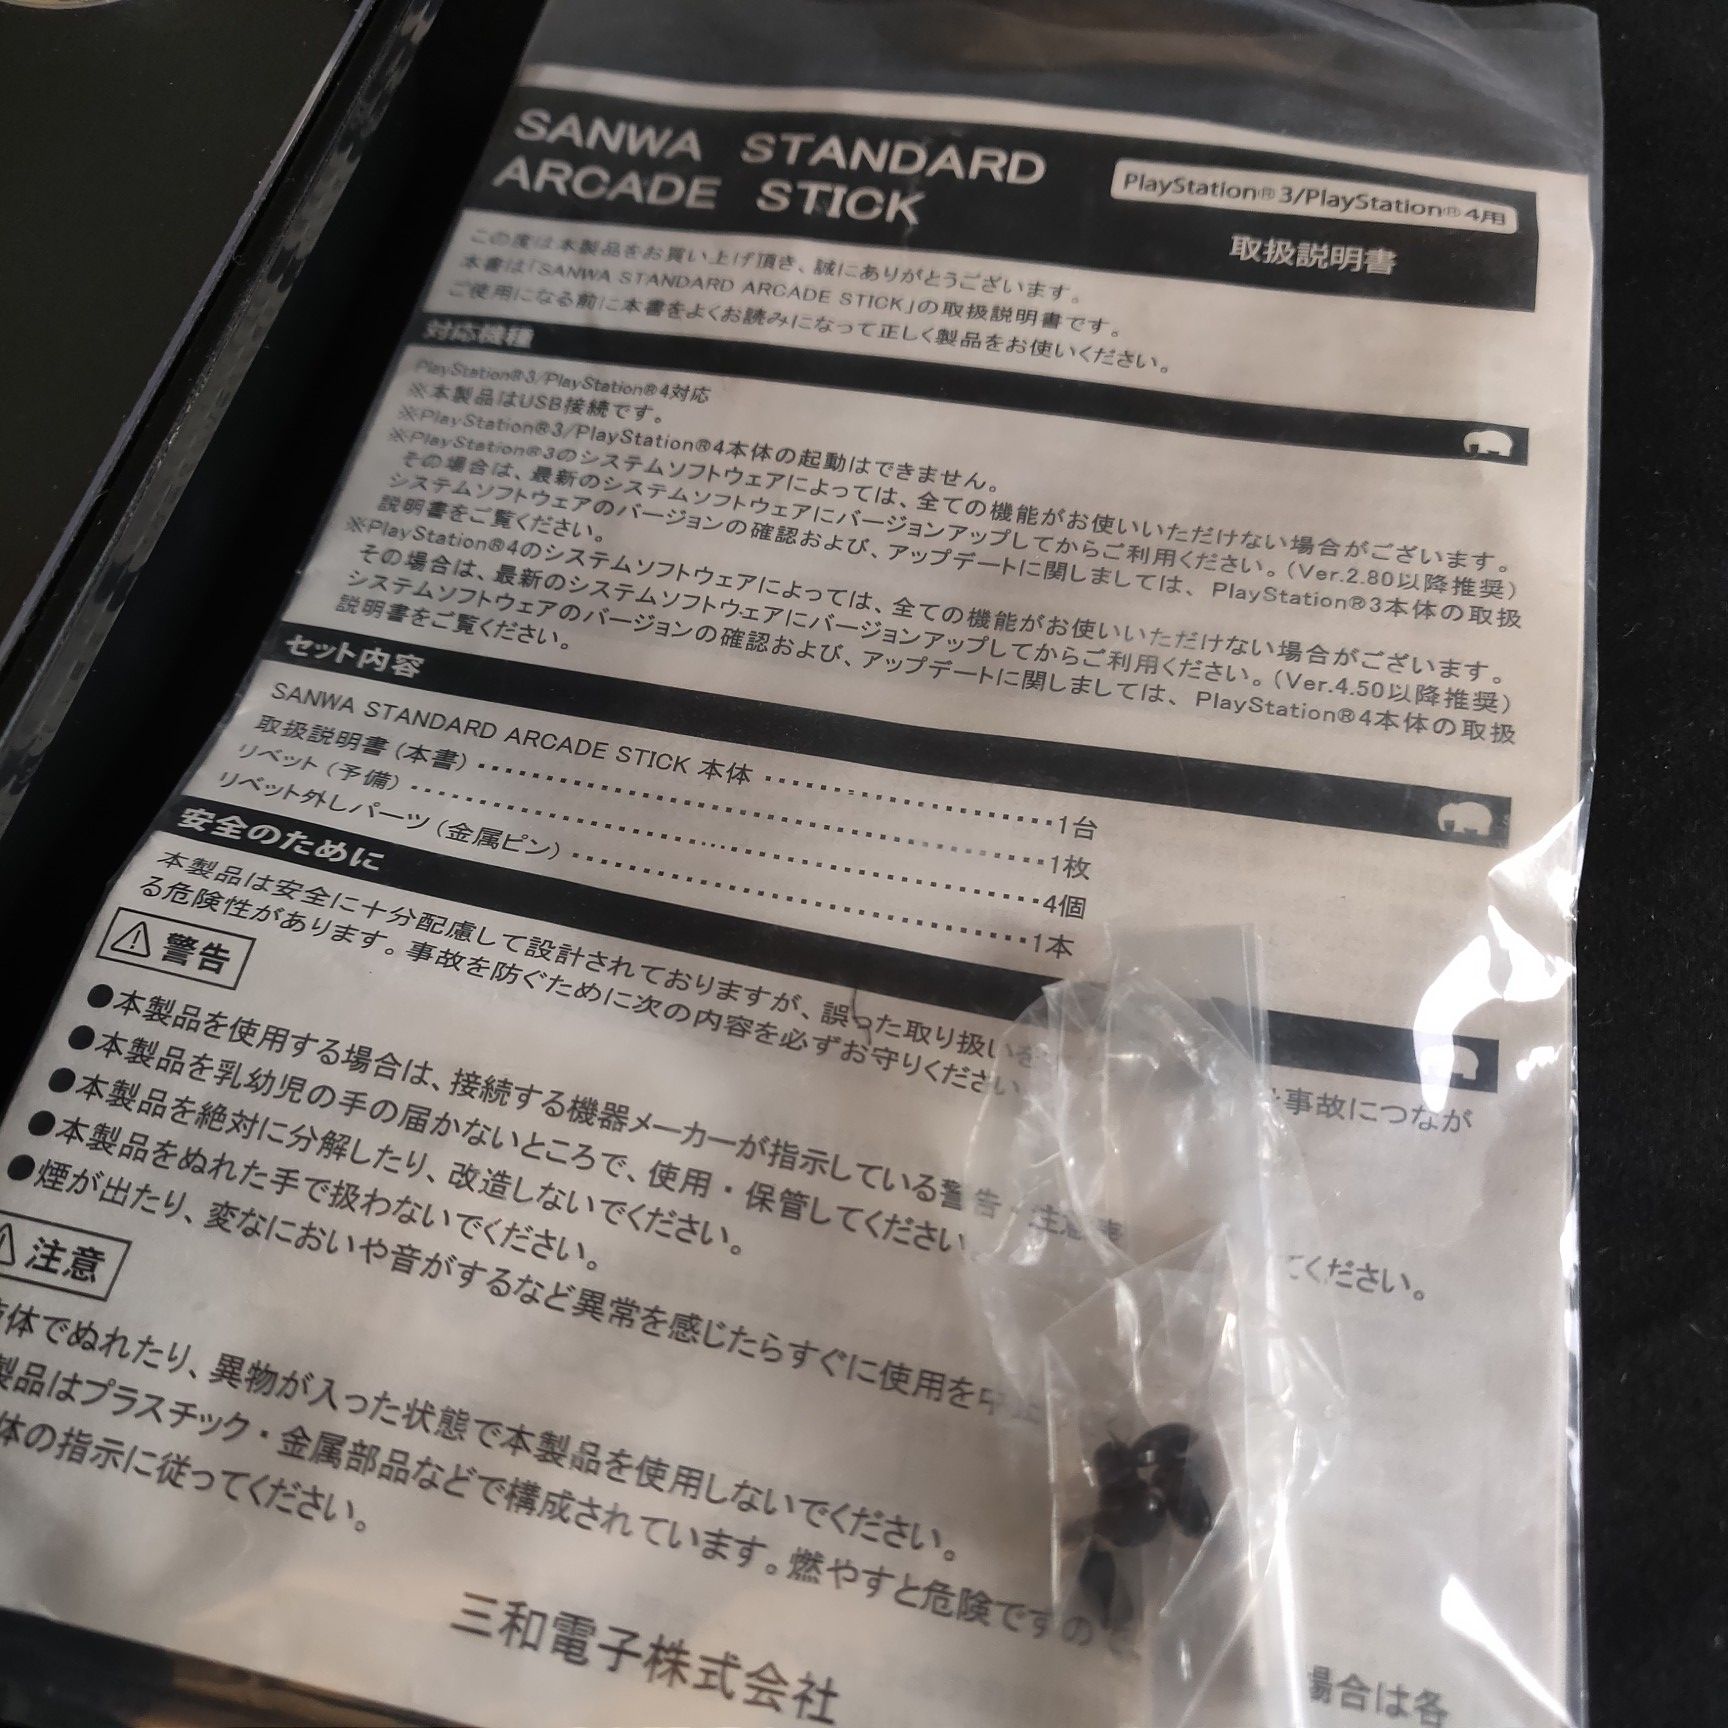 SANWA STANDARD
ARCADE STICK
PlayStation®3/PlayStation®4用
取扱説明書
この度は本製品をお買い上げ頂き、誠にありがとうございます。
本書は「SANWA STANDARD ARCADE STICK」の取扱説明書です。
ご使用になる前に本書をよくお読みになって正しく製品をお使いください。
対応機種
PlayStation®3/PlayStation®4対応
※本製品はUSB接続です。
※PlayStation®3/PlayStation®4本体の起動はできません。
※PlayStation®3のシステムソフトウェアによっては、全ての機能がお使いいただけない場合がございます。
その場合は、最新のシステムソフトウェアにバージョンアップしてからご利用ください。(Ver.2.80以降推奨)
システムソフトウェアのバージョンの確認および、アップデートに関しましては、PlayStation®3本体の取扱
説明書をご覧ください。
※PlayStation®4のシステムソフトウェアによっては、全ての機能がお使いいただけない場合がございます。
その場合は、最新のシステムソフトウェアにバージョンアップしてからご利用ください。(Ver.4.50以降推奨)
システムソフトウェアのバージョンの確認および、アップデートに関しましては、PlayStation®4本体の取扱
説明書をご覧ください。
セット内容
SANWA STANDARD ARCADE STICK 本体 ・・・・・・・・・・・・・・・・・・・・1台
取扱説明書(本書)・・・・・・・・・・・・・・・・・・・・・・・・・・・・・・・・・・・・1枚
リベット(予備)・・・・・・・・・・・・・・・・・・・・・・・・・・・・・・・・・・・・・・4個
リベット外しパーツ(金属ピン)・・・・・・・・・・・・・・・・・・・・・・・・・・・・1本
安全のために
本製品は安全に十分配慮して設計されておりますが、誤った取り扱いを 事故につなが
る危険性があります。事故を防ぐために次の内容を必ずお守りください
⚠警告
●本製品を使用する場合は、接続する機器メーカーが指示している警告・注意 てください。
●本製品を乳幼児の手の届かないところで、使用・保管してください。
●本製品を絶対に分解したり、改造しないでください。
●本製品をぬれた手で扱わないでください。
●煙が出たり、変なにおいや音がするなど異常を感じたらすぐに使用を中
⚠注意
体でぬれたり、異物が入った状態で本製品を使用しないでください。
製品はプラスチック・金属部品などで構成されています。燃やすと危険ですので 場合は各
体の指示に従ってください。
三和電子株式会社